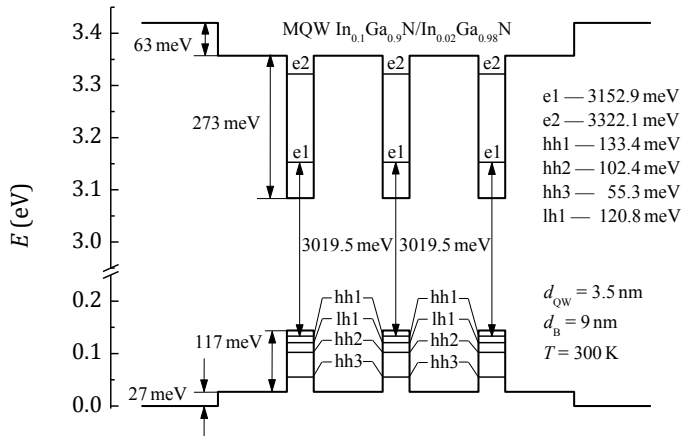 MQW In0.1Ga0.9N/In0.02Ga0.98N
E (eV)
3.4
3.3
3.2
3.1
3.0
0.2
0.1
0.0
63 meV
273 meV
117 meV
27 meV
e2 e2 e2
e1 e1 e1
3019.5 meV 3019.5 meV
hh1 hh1
lh1 lh1
hh2 hh2
hh3 hh3
e1 — 3152.9 meV
e2 — 3322.1 meV
hh1 — 133.4 meV
hh2 — 102.4 meV
hh3 — 55.3 meV
lh1 — 120.8 meV
dQW = 3.5 nm
dB = 9 nm
T = 300 K